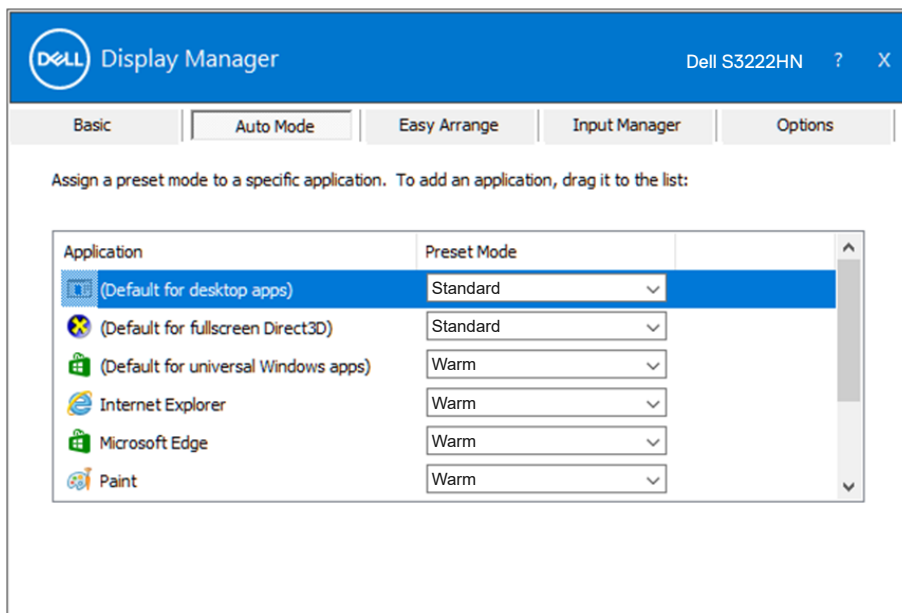 DELL Display Manager Dell S3222HN ? X
Basic Auto Mode Easy Arrange Input Manager Options
Assign a preset mode to a specific application. To add an application, drag it to the list:
Application Preset Mode
(Default for desktop apps) Standard
(Default for fullscreen Direct3D) Standard
(Default for universal Windows apps) Warm
Internet Explorer Warm
Microsoft Edge Warm
Paint Warm